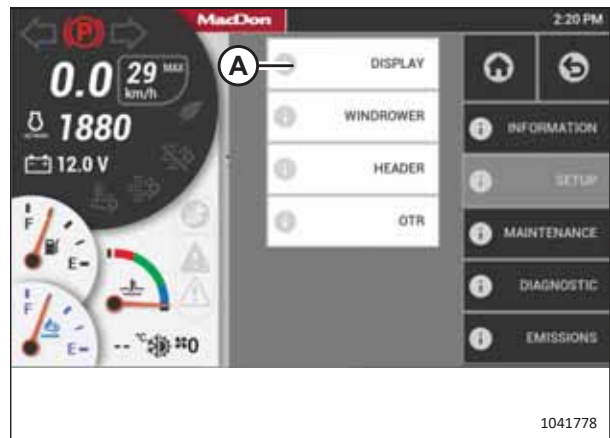 MacDon
2:20 PM
P
0.0
29 MAX
km/h
1880
12.0 V
A
DISPLAY
WINDROWER
HEADER
OTR
INFORMATION
SETUP
MAINTENANCE
DIAGNOSTIC
EMISSIONS
F
E
F
E
-- °C
0
1041778